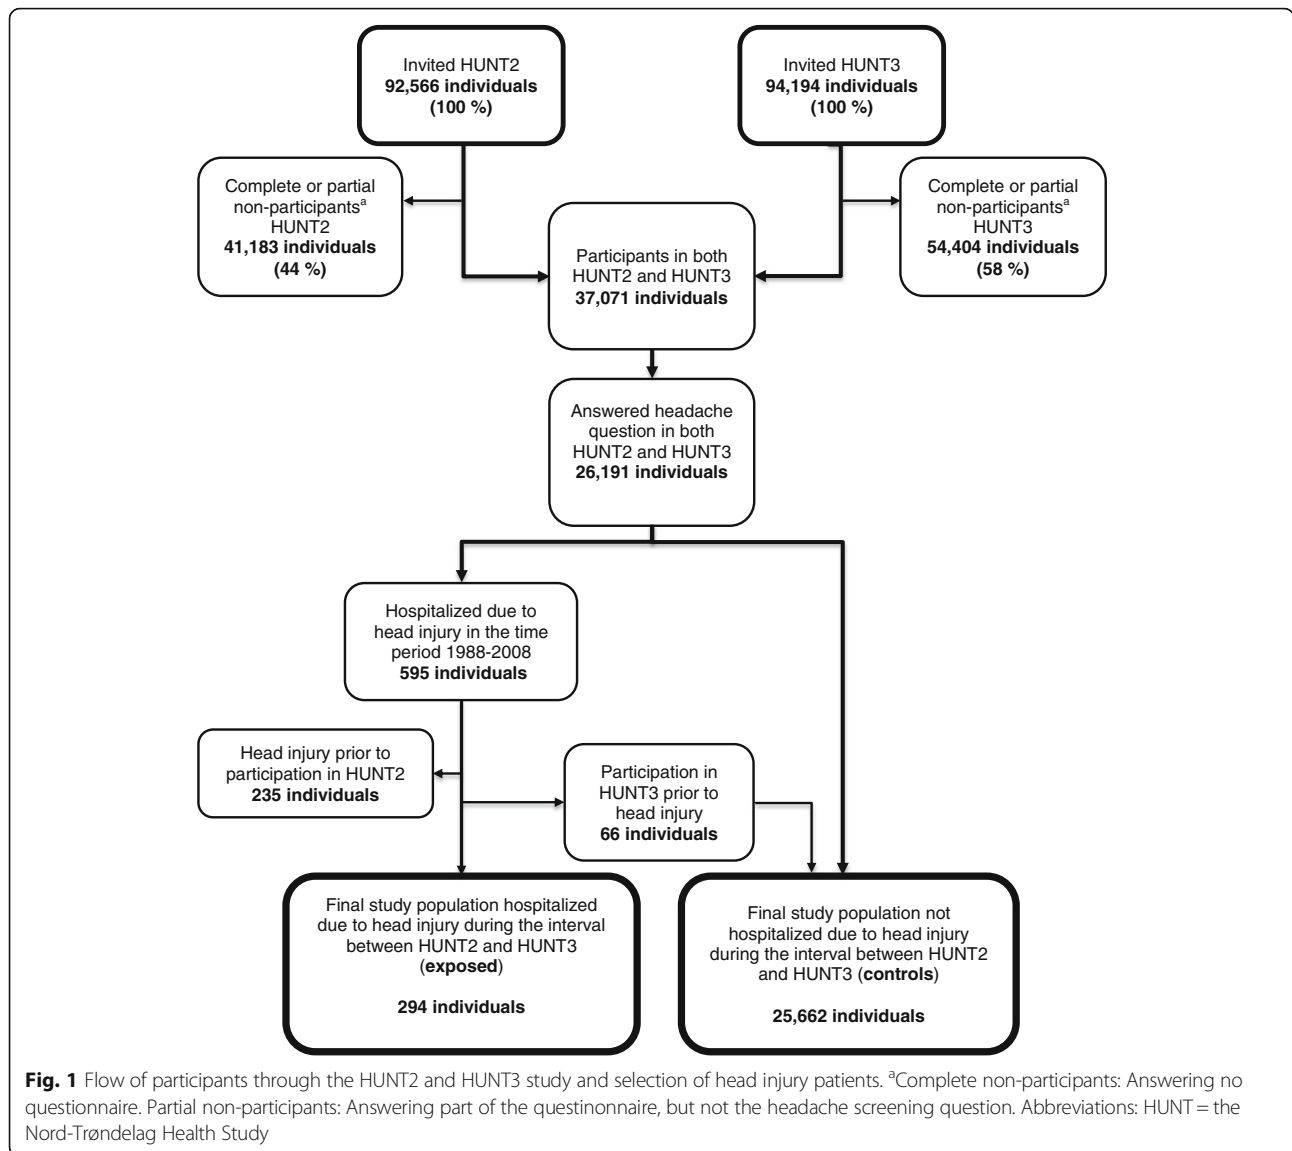 Invited HUNT2
92,566 individuals
(100 %)
Invited HUNT3
94,194 individuals
(100 %)
Complete or partial
non-participantsᵃ
HUNT2
41,183 individuals
(44 %)
Participants in both
HUNT2 and HUNT3
37,071 individuals
Complete or partial
non-participantsᵃ
HUNT3
54,404 individuals
(58 %)
Answered headache
question in both
HUNT2 and HUNT3
26,191 individuals
Hospitalized due to
head injury in the time
period 1988-2008
595 individuals
Head injury prior to
participation in HUNT2
235 individuals
Participation in
HUNT3 prior to
head injury
66 individuals
Final study population hospitalized
due to head injury during the interval
between HUNT2 and HUNT3
(exposed)
294 individuals
Final study population not
hospitalized due to head injury
during the interval between HUNT2
and HUNT3 (controls)
25,662 individuals
Fig. 1 Flow of participants through the HUNT2 and HUNT3 study and selection of head injury patients. ᵃComplete non-participants: Answering no
questionnaire. Partial non-participants: Answering part of the questinonnaire, but not the headache screening question. Abbreviations: HUNT = the
Nord-Trøndelag Health Study